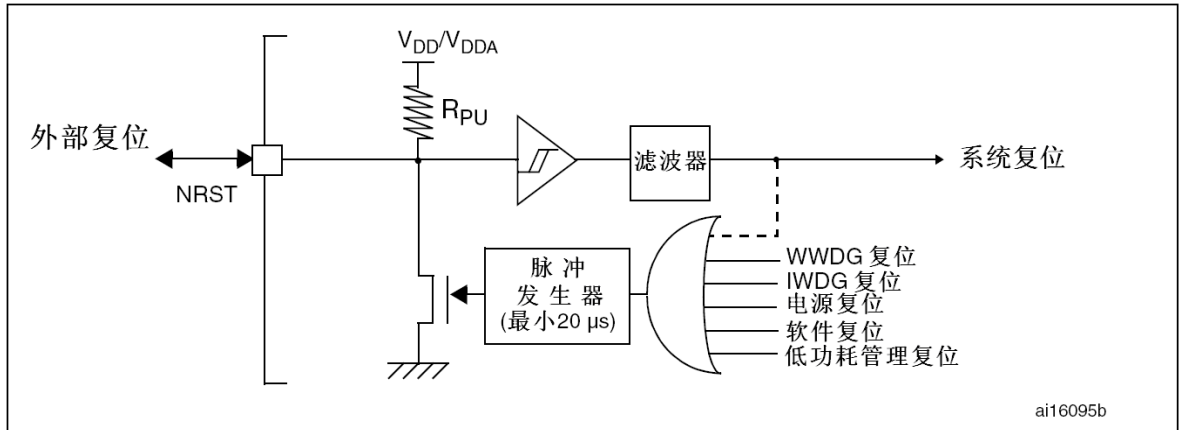 VDD/VDDA
RPU
外部复位
NRST
滤波器
系统复位
脉冲
发生器
(最小20 µs)
WWDG 复位
IWDG 复位
电源复位
软件复位
低功耗管理复位
ai16095b